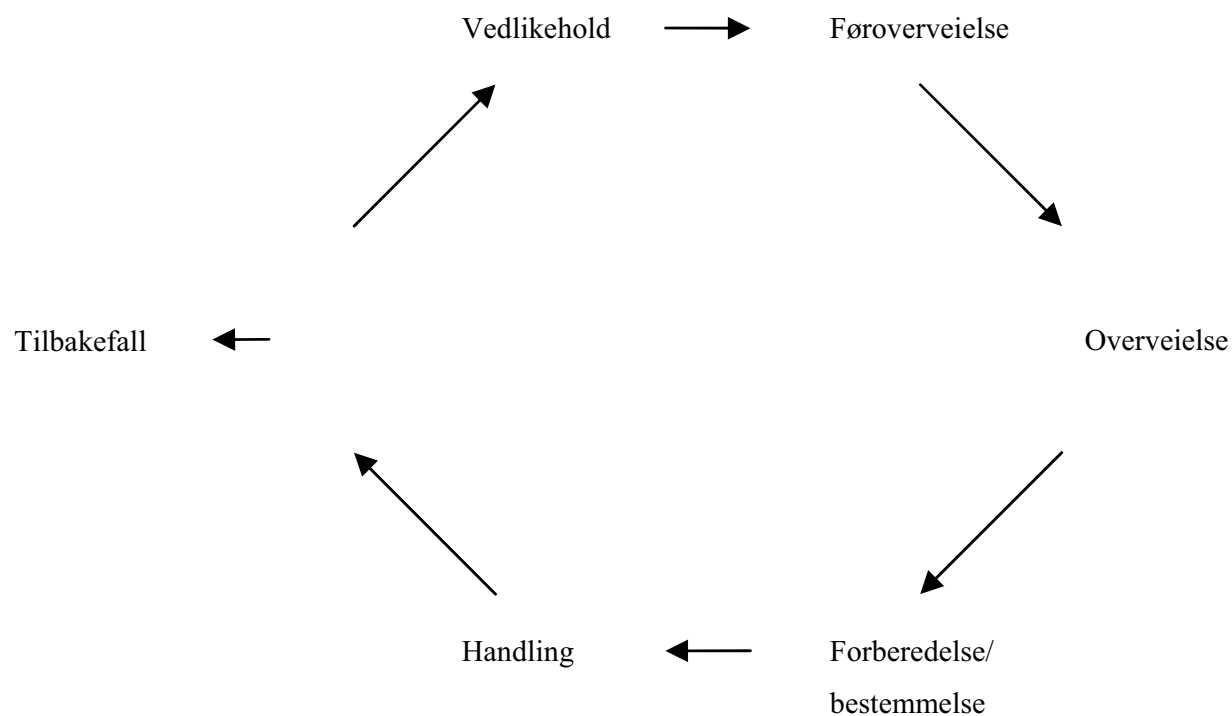 Vedlikehold
Føroverveielse
Tilbakefall
Overveielse
Handling
Forberedelse/
bestemmelse